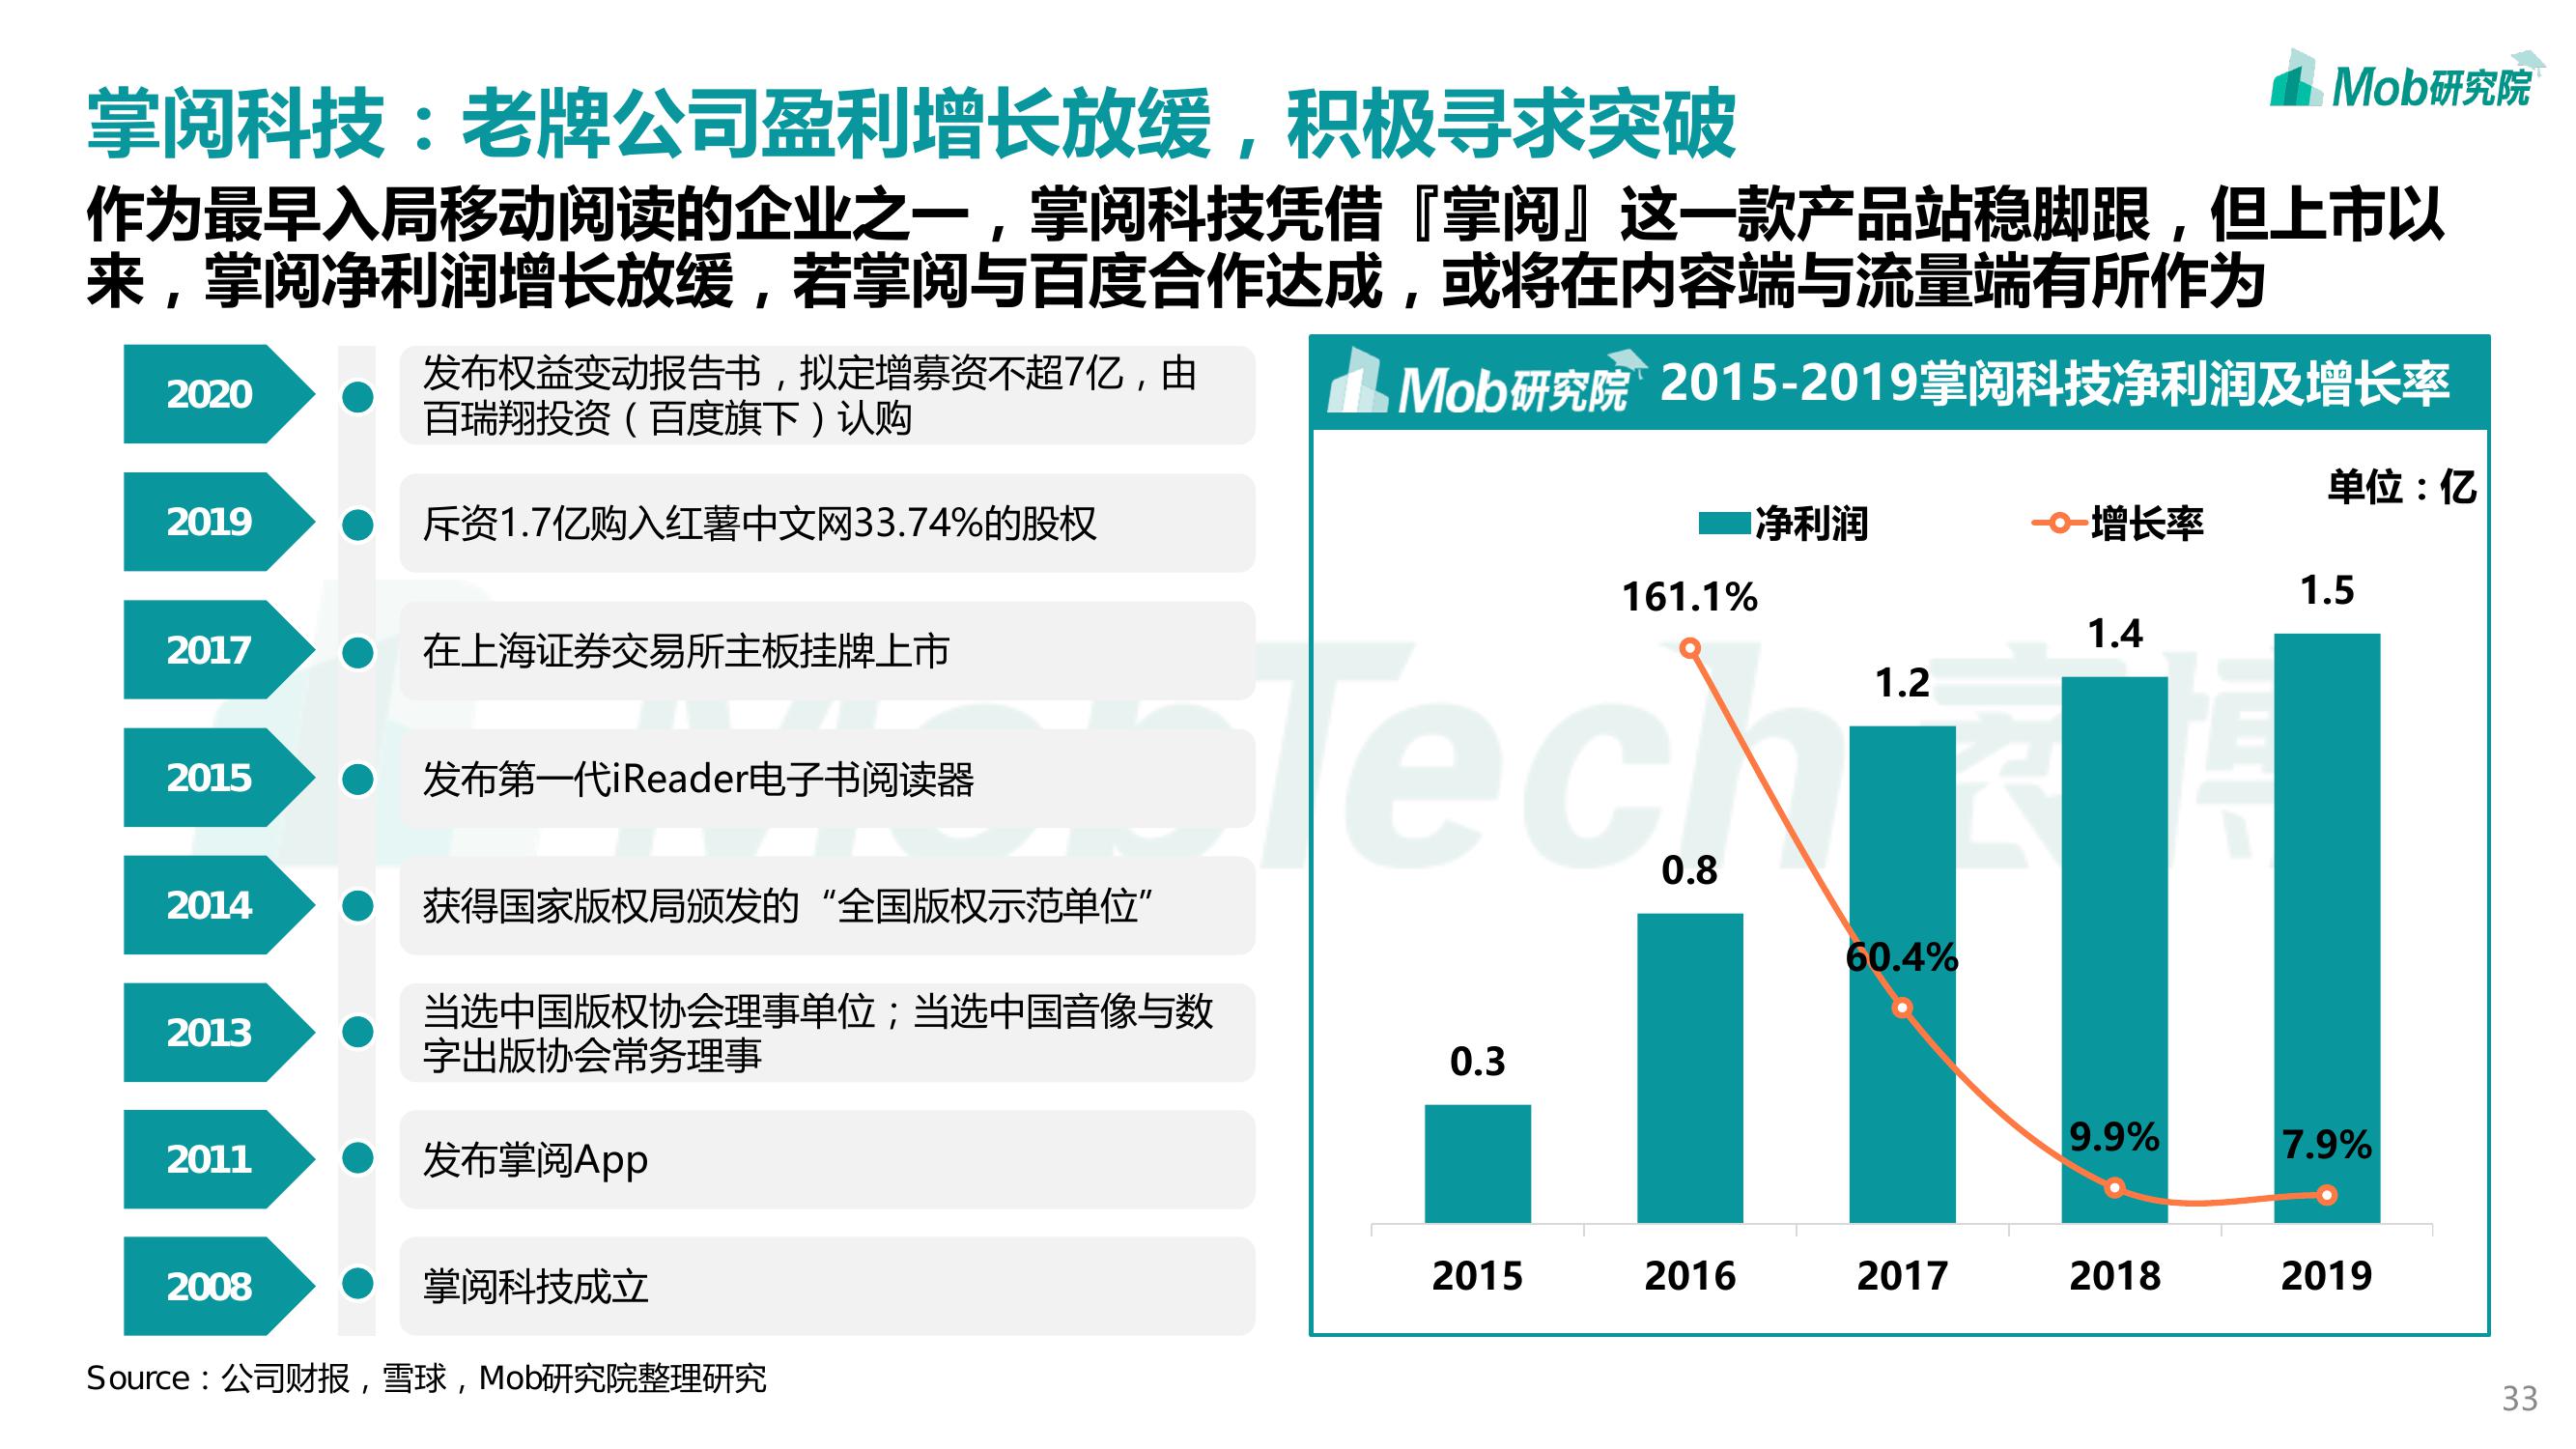 Mob研究院
掌阅科技：老牌公司盈利增长放缓，积极寻求突破
作为最早入局移动阅读的企业之一，掌阅科技凭借『掌阅』这一款产品站稳脚跟，但上市以
来，掌阅净利润增长放缓，若掌阅与百度合作达成，或将在内容端与流量端有所作为
2020
发布权益变动报告书，拟定增募资不超7亿，由
百瑞翔投资（百度旗下）认购
2019
斥资1.7亿购入红薯中文网33.74%的股权
2017
在上海证券交易所主板挂牌上市
2015
发布第一代iReader电子书阅读器
2014
获得国家版权局颁发的“全国版权示范单位”
2013
当选中国版权协会理事单位；当选中国音像与数
字出版协会常务理事
2011
发布掌阅App
2008
掌阅科技成立
Mob研究院 2015-2019掌阅科技净利润及增长率
单位：亿
净利润 增长率
161.1%
1.5
1.4
1.2
0.8
60.4%
0.3
9.9%
7.9%
2015 2016 2017 2018 2019
MobTech 袤博
Source：公司财报，雪球，Mob研究院整理研究
33